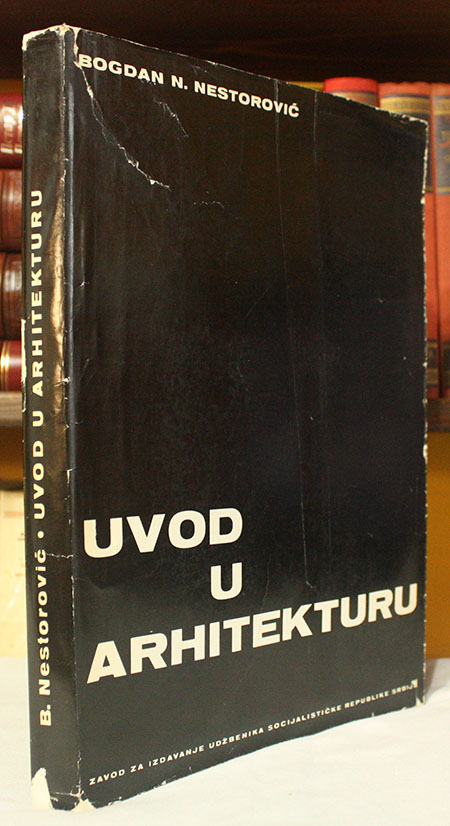 BOGDAN N. NESTOROVIĆ
UVOD
U
ARHITEKTURU
ZAVOD ZA IZDAVANJE UDŽBENIKA SOCIJALISTIČKE REPUBLIKE SRBIJE
B. Nestorović • UVOD U ARHITEKTURU